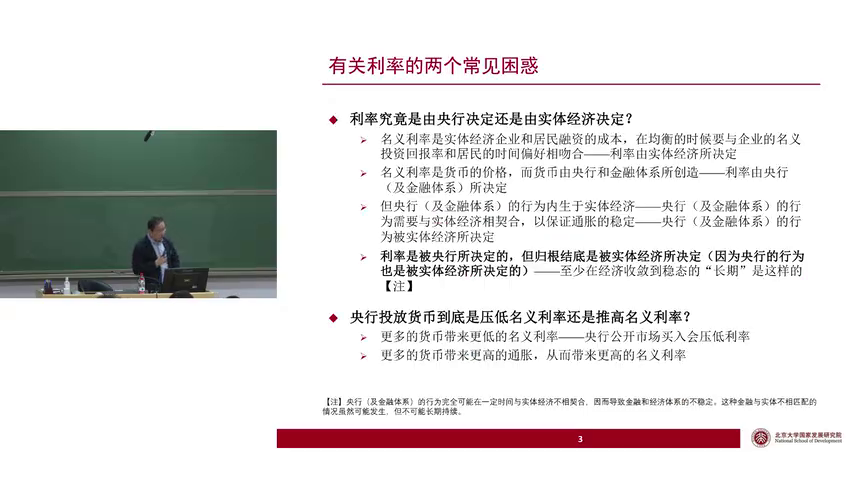 有关利率的两个常见困惑
利率究竟是由央行决定还是由实体经济决定？
名义利率是实体经济企业和居民融资的成本，在均衡的时候要与企业的名义
投资回报率和居民的时间偏好相吻合——利率由实体经济所决定
名义利率是货币的价格，而货币由央行和金融体系所创造——利率由央行
（及金融体系）所决定
但央行（及金融体系）的行为内生于实体经济——央行（及金融体系）的行
为需要与实体经济相契合，以保证通胀的稳定——央行（及金融体系）的行
为被实体经济所决定
利率是被央行所决定的，但归根结底是被实体经济所决定（因为央行的行为
也是被实体经济所决定的）——至少在经济收敛到稳态的“长期”是这样的
【注】
央行投放货币到底是压低名义利率还是推高名义利率？
更多的货币带来更低的名义利率——央行公开市场买入会压低利率
更多的货币带来更高的通胀，从而带来更高的名义利率
【注】央行（及金融体系）的行为完全可能在一定时间与实体经济不相契合，因而导致金融和经济体系的不稳定。这种金融与实体不相匹配的
情况虽然可能发生，但不可能长期持续。
3
北京大学国家发展研究院
National School of Development